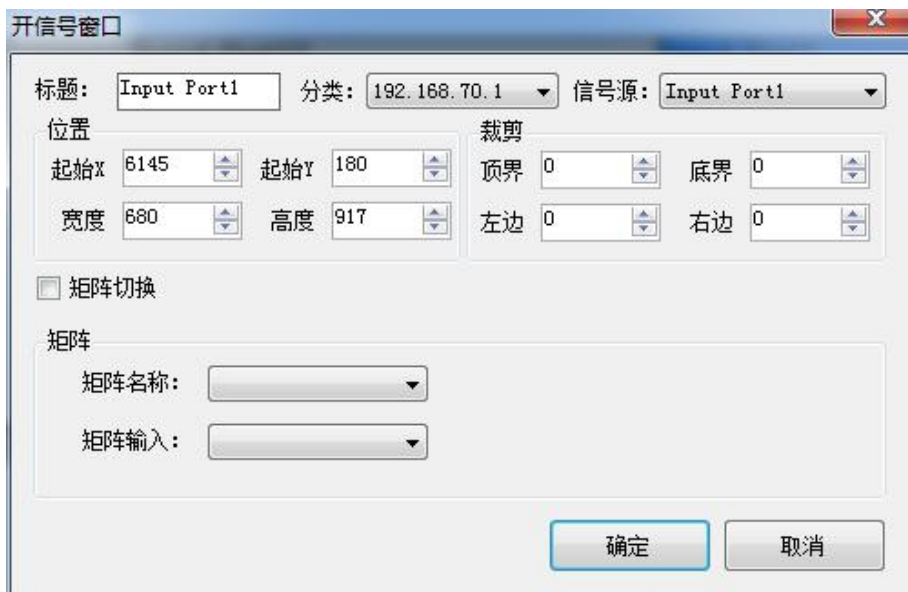 开信号窗口
标题： Input Port1 分类： 192.168.70.1 信号源： Input Port1
位置 裁剪
起始X 6145 起始Y 180 顶界 0 底界 0
宽度 680 高度 917 左边 0 右边 0
矩阵切换
矩阵
矩阵名称：
矩阵输入：
确定 取消